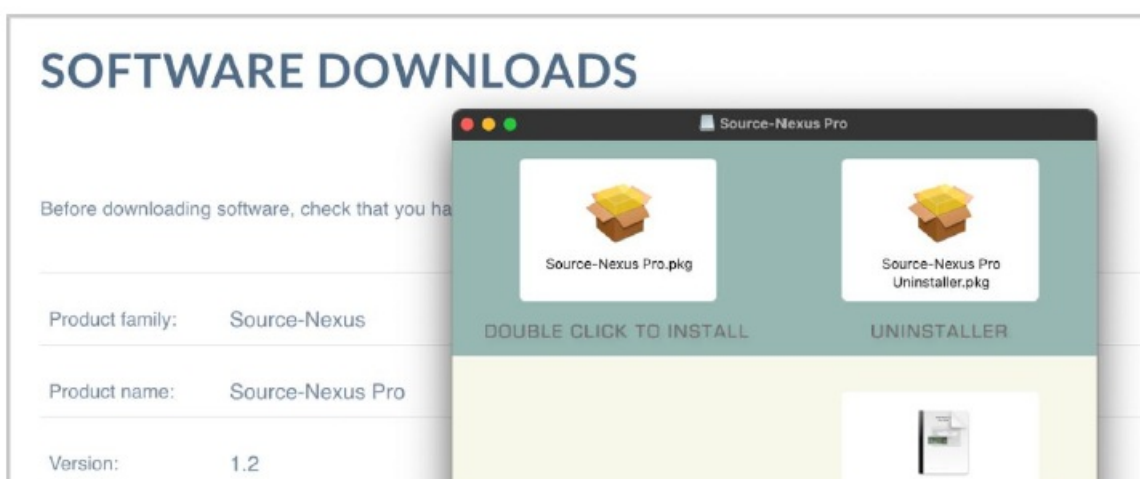 SOFTWARE DOWNLOADS
Source-Nexus Pro
Before downloading software, check that you ha
Source-Nexus Pro.pkg
Source-Nexus Pro
Uninstaller.pkg
DOUBLE CLICK TO INSTALL
UNINSTALLER
Product family: Source-Nexus
Product name: Source-Nexus Pro
Version: 1.2